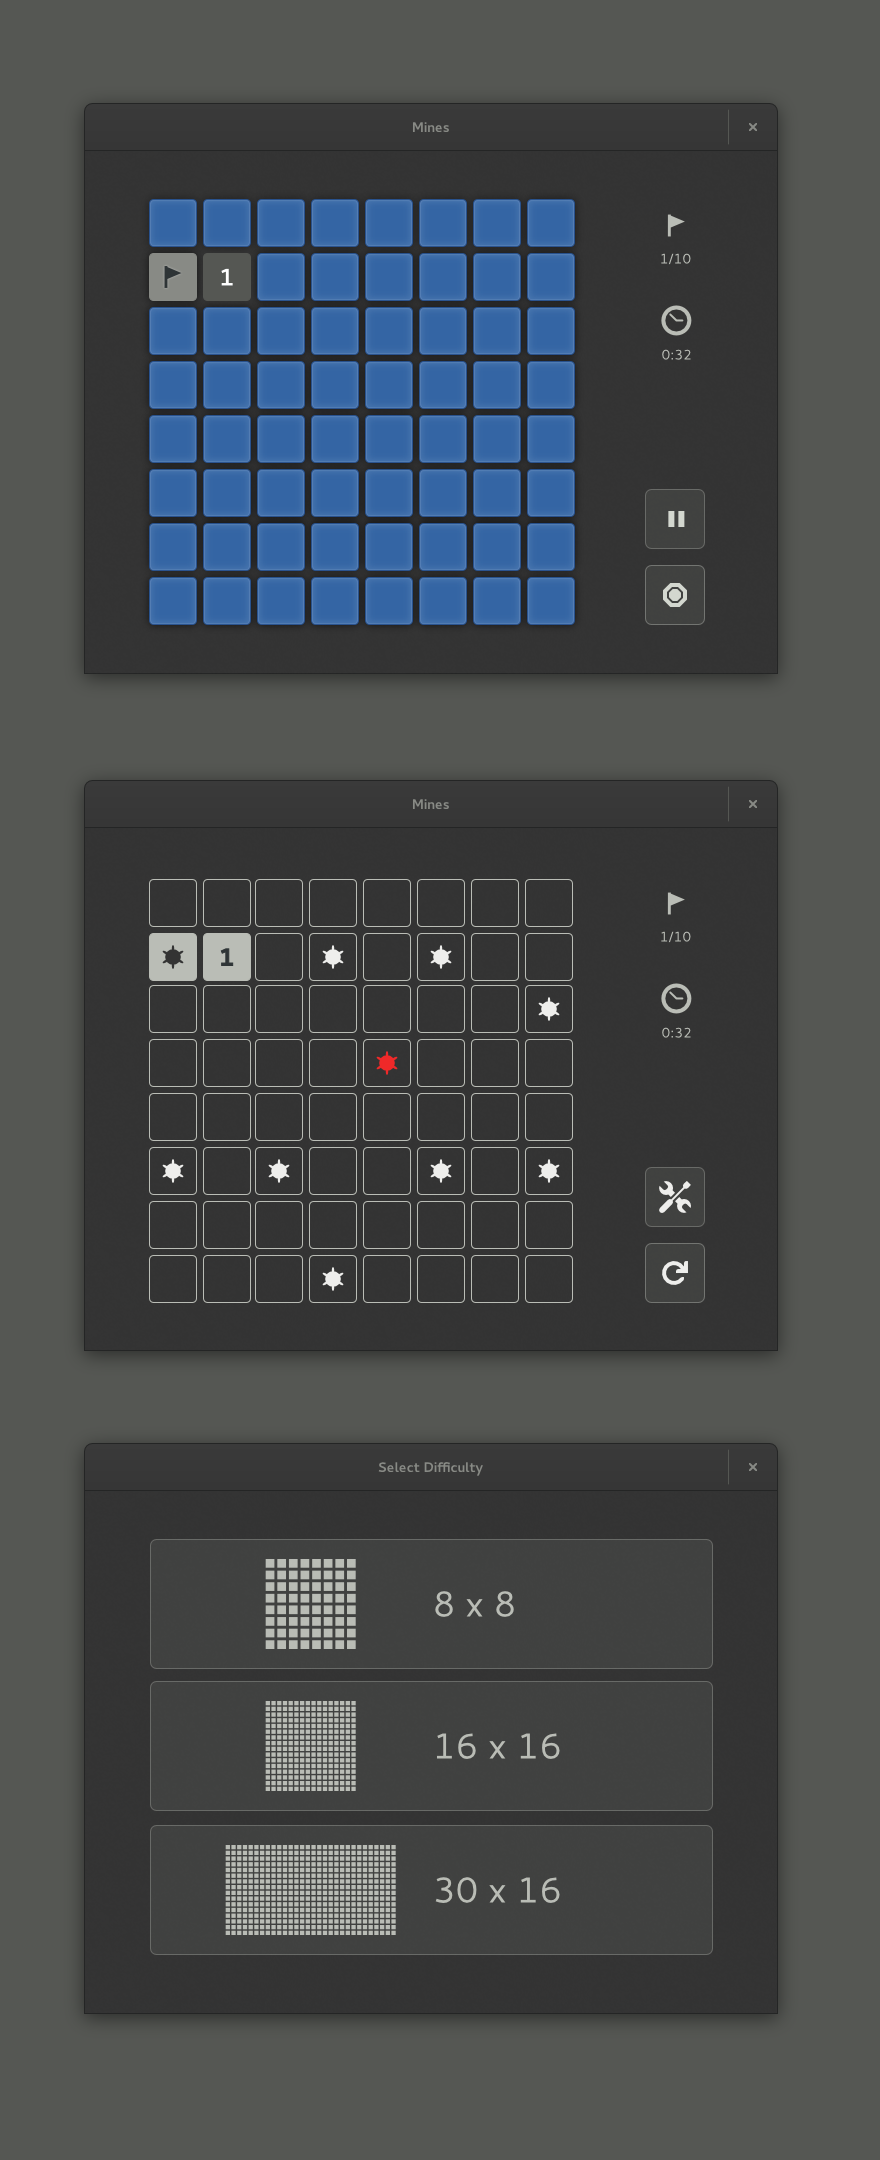 Mines
1/10
1
0:32
Mines
1/10
1
0:32
Select Difficulty
8 x 8
16 x 16
30 x 16